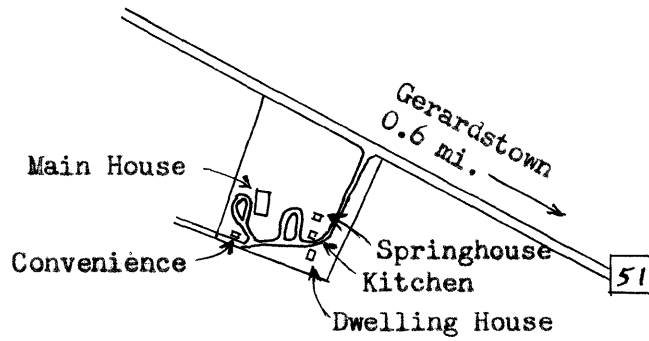 Gerardstown
0.6 mi.
Main House
Springhouse
Convenience
Kitchen
51
Dwelling House